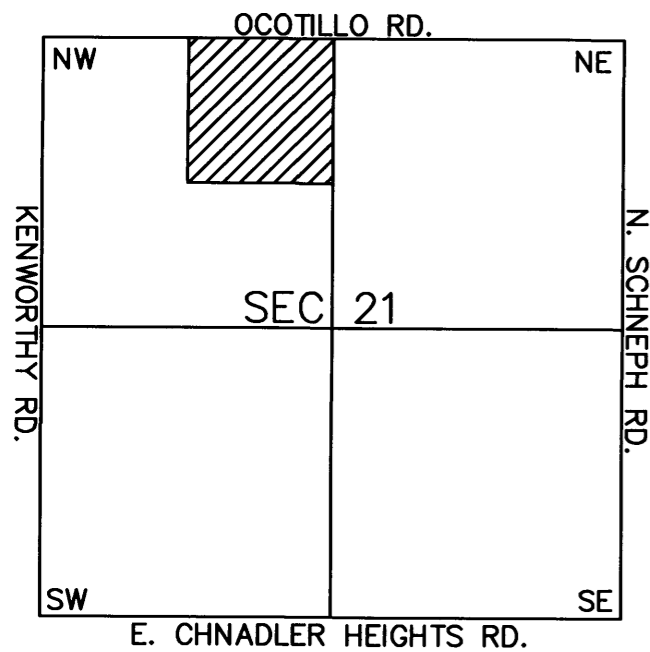 OCOTILLO RD.
NW
NE
KENWORTHY RD.
N. SCHNEPH RD.
SEC 21
SW
SE
E. CHNADLER HEIGHTS RD.